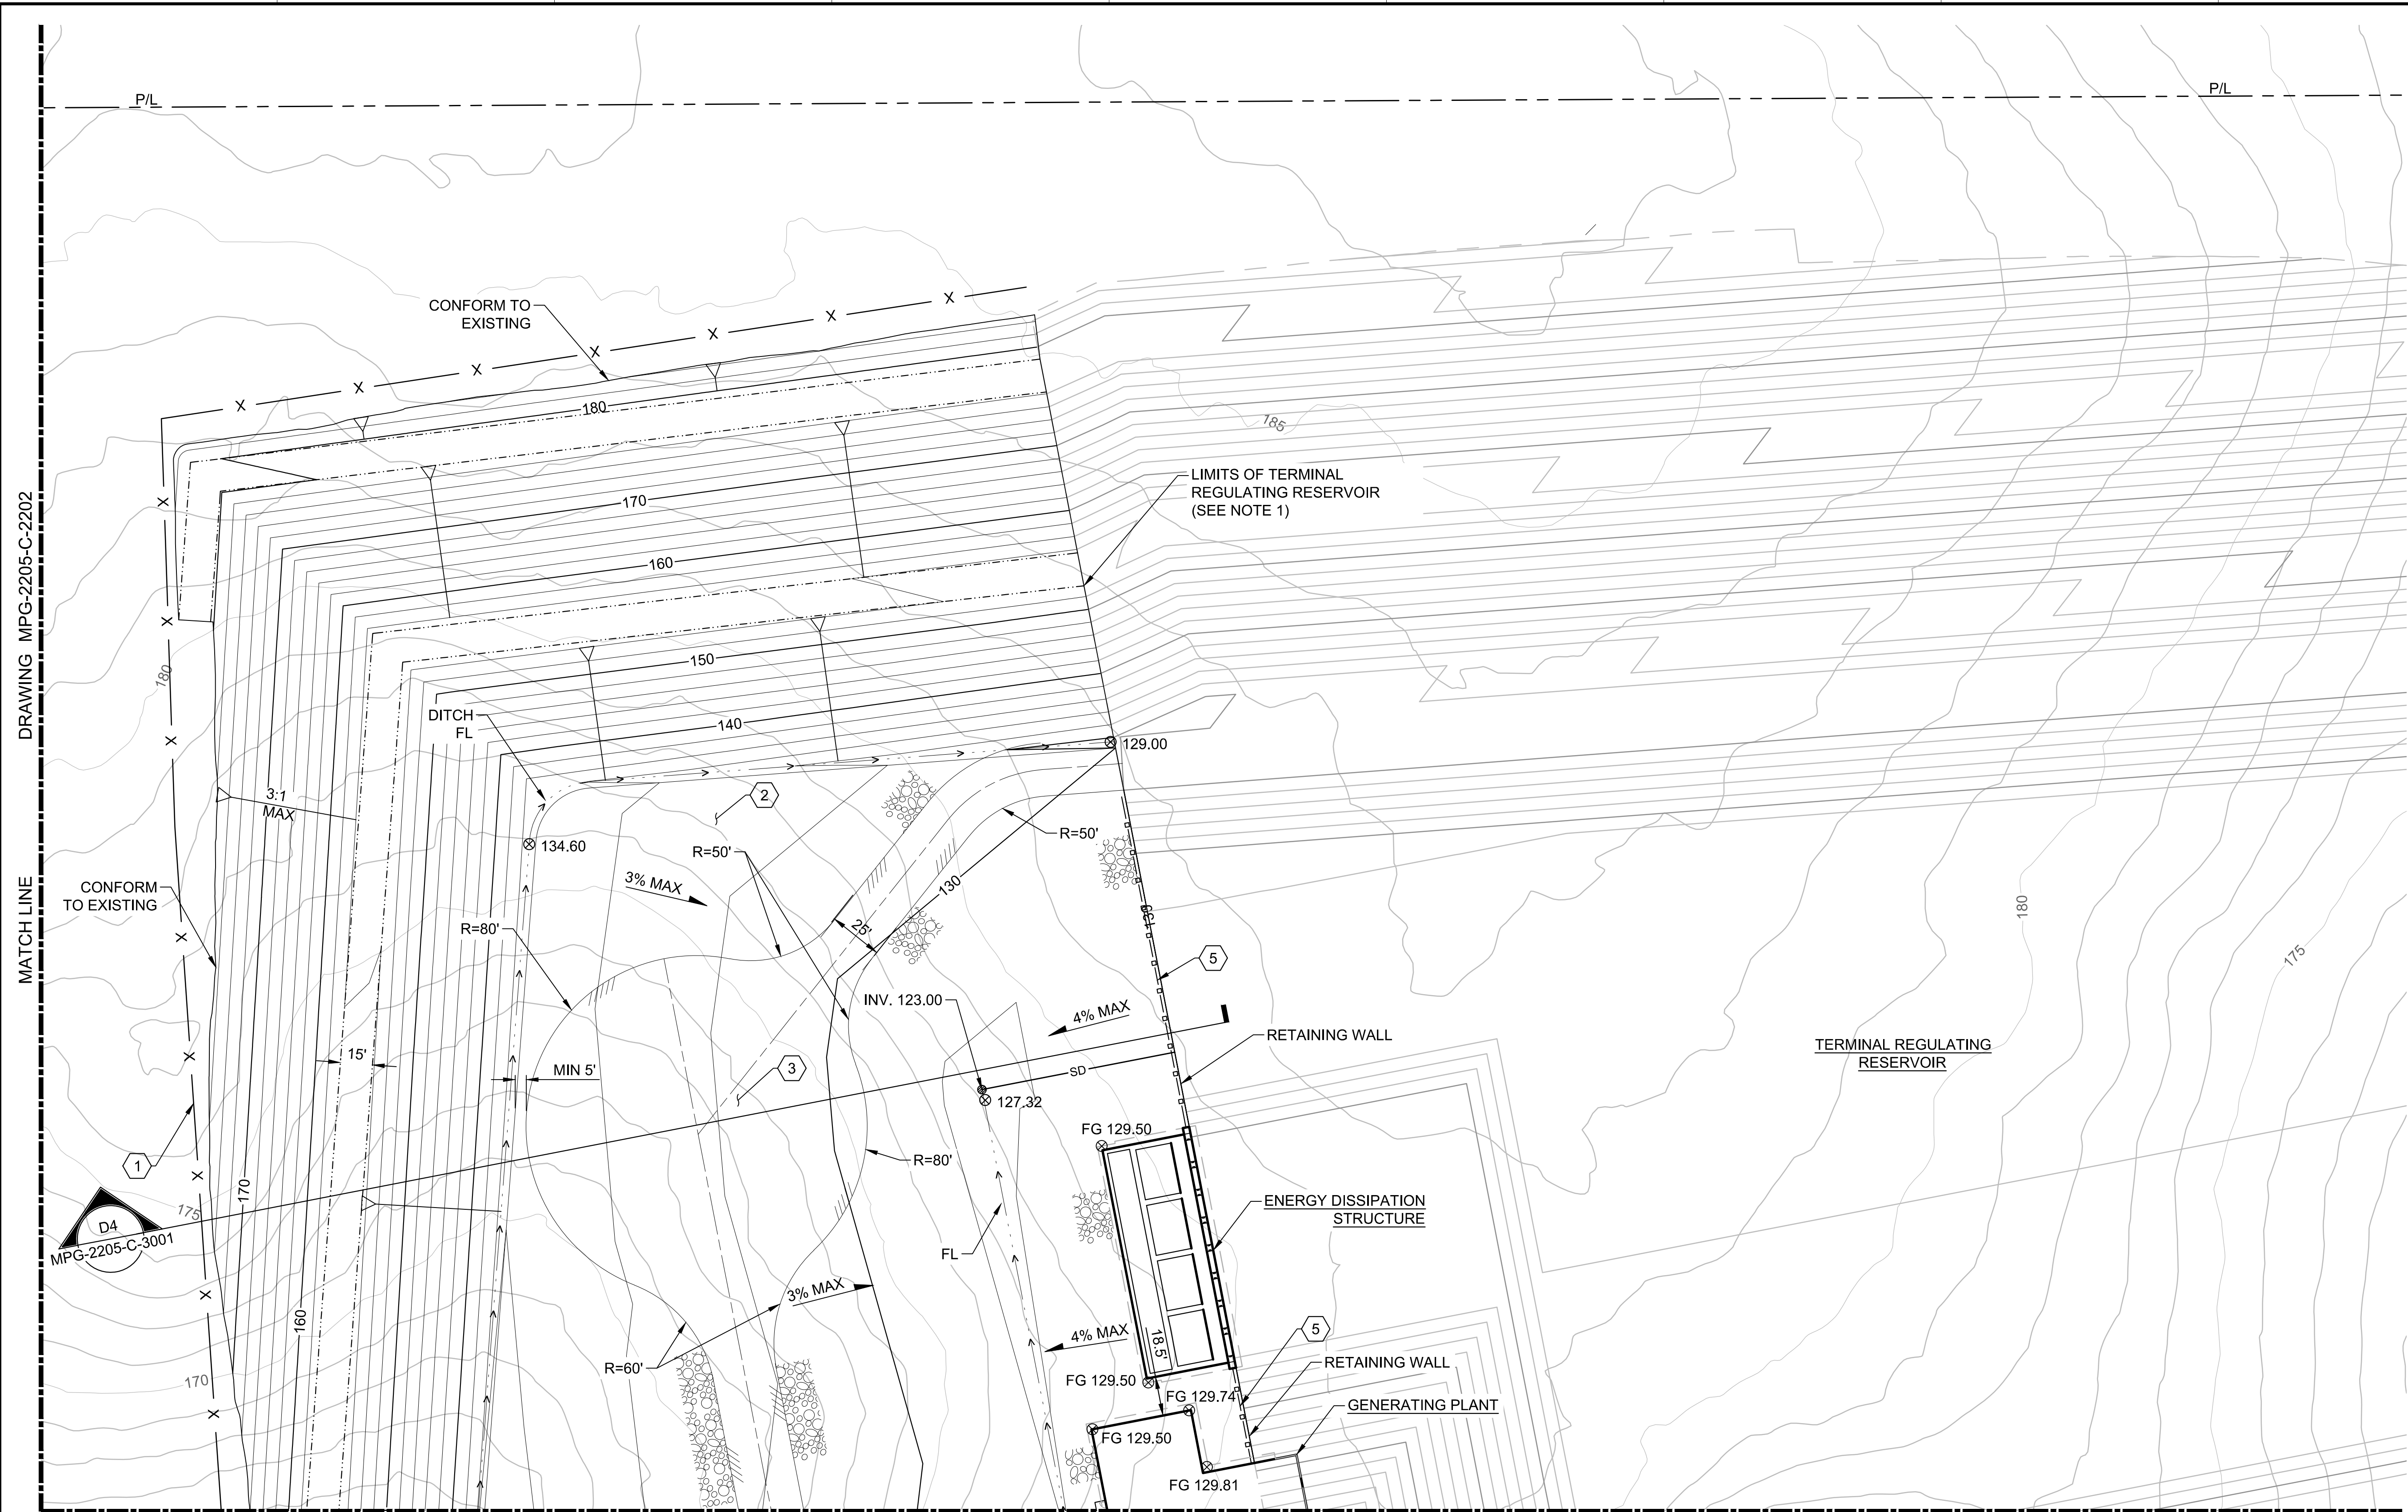 P/L
P/L
CONFORM TO
EXISTING
X
X
X
X
X
X
X
180
185
LIMITS OF TERMINAL
REGULATING RESERVOIR
(SEE NOTE 1)
170
X
160
DRAWING MPG-2205-C-2202
X
180
150
X
DITCH
FL
140
129.00
3:1
MAX
2
R=50'
134.60
R=50'
3% MAX
130
CONFORM
TO EXISTING
MATCH LINE
R=80'
25'
X
180
175
5
INV. 123.00
4% MAX
RETAINING WALL
TERMINAL REGULATING
RESERVOIR
15'
X
MIN 5'
3
SD
127.32
FG 129.50
1
X
170
R=80'
175
D4
MPG-2205-C-3001
ENERGY DISSIPATION
STRUCTURE
FL
3% MAX
X
160
4% MAX
18.5'
5
R=60'
RETAINING WALL
170
FG 129.50
FG 129.74
GENERATING PLANT
X
FG 129.50
FG 129.81